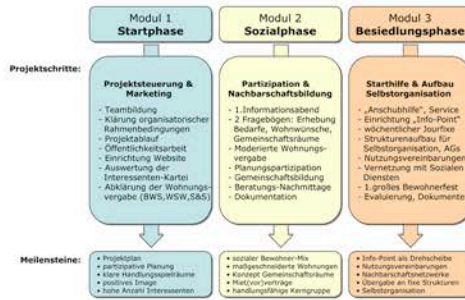 Modul 1
Startphase
Modul 2
Sozialphase
Modul 3
Besiedlungsphase
Projektschritte:
Projektsteuerung &
Marketing
- Teambildung
- Klärung organisatorischer
Rahmenbedingungen
- Projektablauf
- Öffentlichkeitsarbeit
- Einrichtung Website
- Auswertung der
Interessenten-Kartei
- Abklärung der Wohnungs-
vergabe (BWS,WSW,S&S)
Partizipation &
Nachbarschaftsbildung
- 1.Informationsabend
- 2 Fragebögen: Erhebung
Bedarfe, Wohnwünsche,
Gemeinschaftsräume
- Moderierte Wohnungs-
vergabe
- Planungspartizipation
- Gemeinschaftsbildung
- Beratungs-Nachmittage
- Dokumentation
Starthilfe & Aufbau
Selbstorganisation
- „Anschubhilfe", Service
- Einrichtung „Info-Point"
- wöchentlicher Jourfixe
- Strukturenaufbau für
Selbstorganisation, AGs
- Nutzungsvereinbarungen
- Vernetzung mit Sozialen
Diensten
- 1.großes Bewohnerfest
- Evaluierung, Dokumente
Meilensteine:
• Projektplan
• partizipative Planung
• klare Handlungsspielräume
• positives Image
• hohe Anzahl Interessenten
• sozialer Bewohner-Mix
• maßgeschneiderte Wohnungen
• Konzept Gemeinschaftsräume
• Miet(vor)verträge
• handlungsfähige Kerngruppe
• Info-Point als Drehscheibe
• Nutzungsvereinbarungen
• Nachbarschaftsnetzwerke
• Übergabe an fixe Strukturen
Selbstorganisation